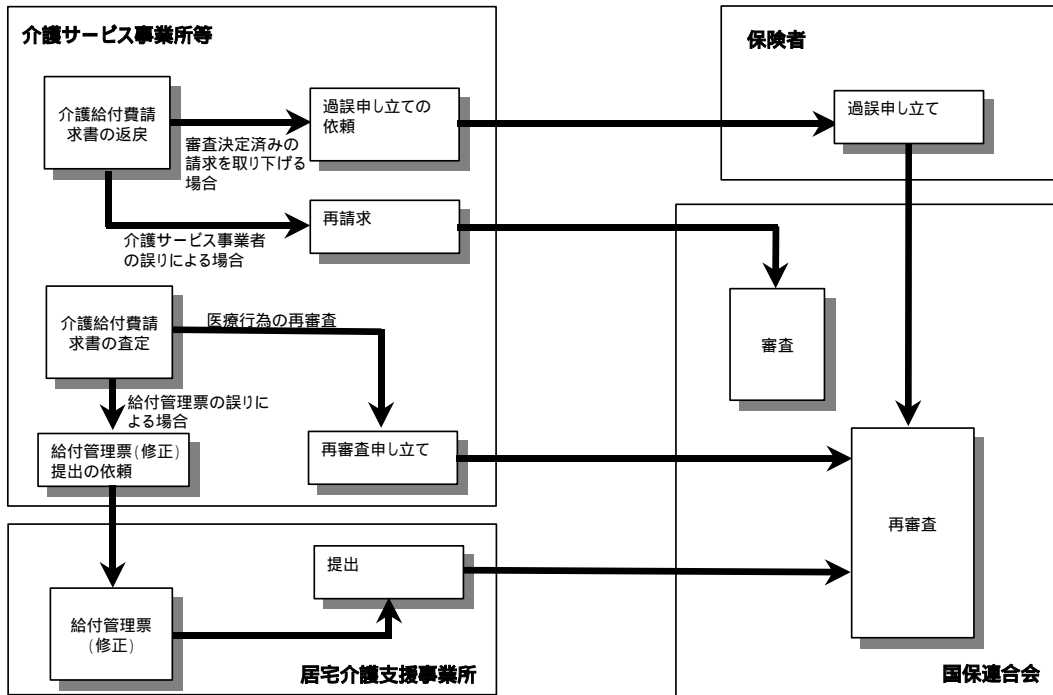 介護サービス事業所等
保険者
介護給付費請
求書の返戻
過誤申し立ての
依頼
過誤申し立て
審査決定済みの
請求を取り下げる
場合
再請求
介護サービス事業者
の誤りによる場合
介護給付費請
求書の査定
医療行為の再審査
審査
給付管理票の誤りに
よる場合
給付管理票(修正)
提出の依頼
再審査申し立て
再審査
提出
給付管理票
(修正)
居宅介護支援事業所
国保連合会